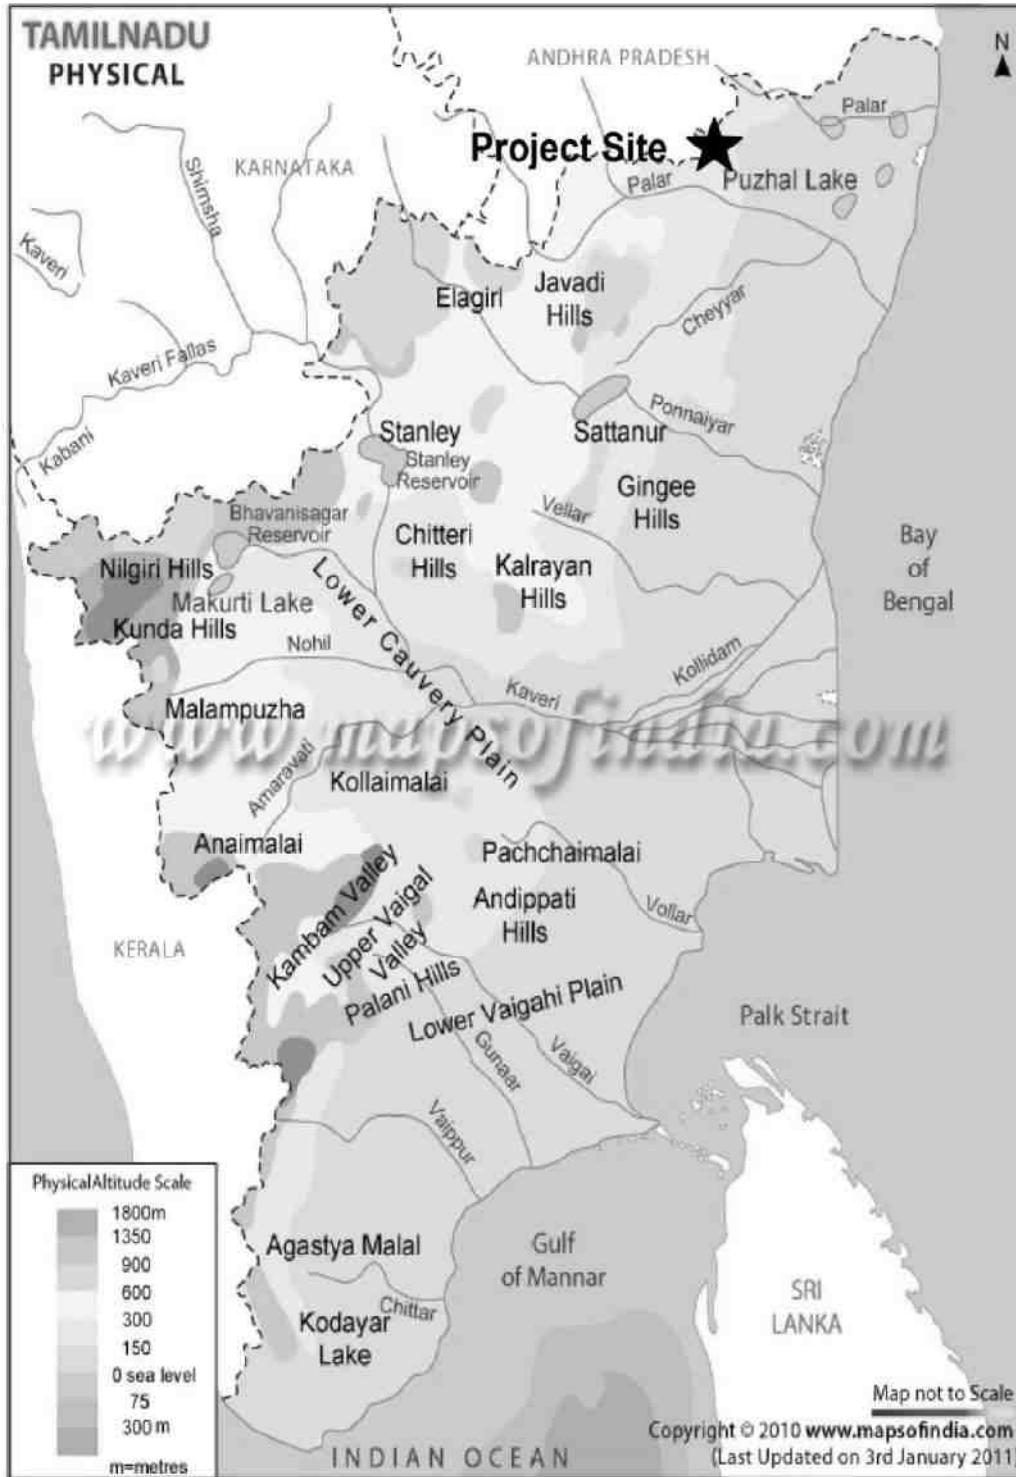 TAMILNADU
PHYSICAL
N
ANDHRA PRADESH
Palar
Project Site
KARNATAKA
Shimsha
Palar
Puzhal Lake
Kaveri
Elagiri
Javadi
Hills
Cheyyar
Kaveri Fallas
Kabani
Stanley
Stanley
Reservoir
Sattanur
Ponnaiyar
Gingee
Hills
Bhavanisagar
Reservoir
Vellar
Chitteri
Hills
Kalrayan
Hills
Bay
of
Bengal
Nilgiri Hills
Makurti Lake
Kunda Hills
Lower Cauvery Plain
Nohil
Kaveri
Kollidam
Malampuzha
www.mapsofindia.com
Amaravati
Kollaimalai
Anaimalai
Pachchaimalai
Kambam Valley
Upper Vaigal
Valley
Andippati
Hills
Vollar
KERALA
Palani Hills
Lower Vaigahi Plain
Gunaar
Vaigai
Palk Strait
Vaippur
Physical Altitude Scale
1800m
1350
900
600
300
150
0 sea level
75
300 m
m=metres
Agastya Malal
Chittar
Kodayar
Lake
Gulf
of Mannar
SRI
LANKA
Map not to Scale
Copyright © 2010 www.mapsofindia.com
(Last Updated on 3rd January 2011)
INDIAN OCEAN